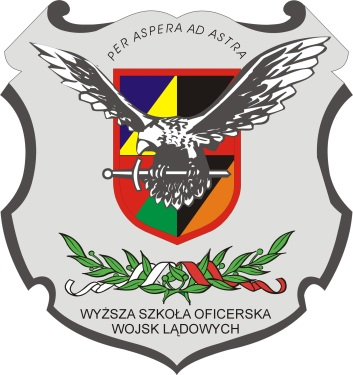 PER ASPERA AD ASTRA
WYŻSZA SZKOŁA OFICERSKA
WOJSK LĄDOWYCH